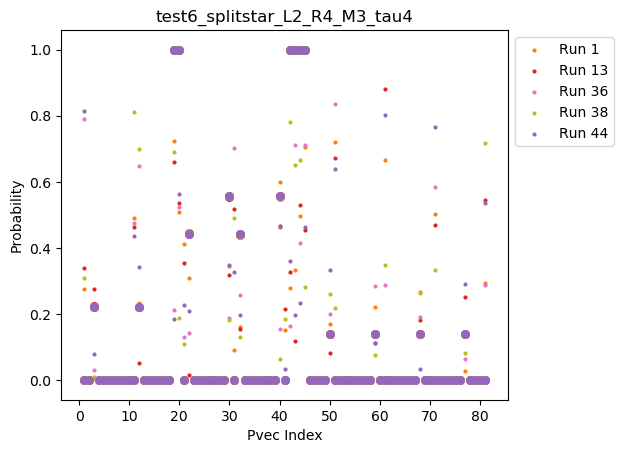 test6_splitstar_L2_R4_M3_tau4
1.0
0.8
0.6
0.4
0.2
0.0
Probability
0 10 20 30 40 50 60 70 80
Pvec Index
Run 1
Run 13
Run 36
Run 38
Run 44